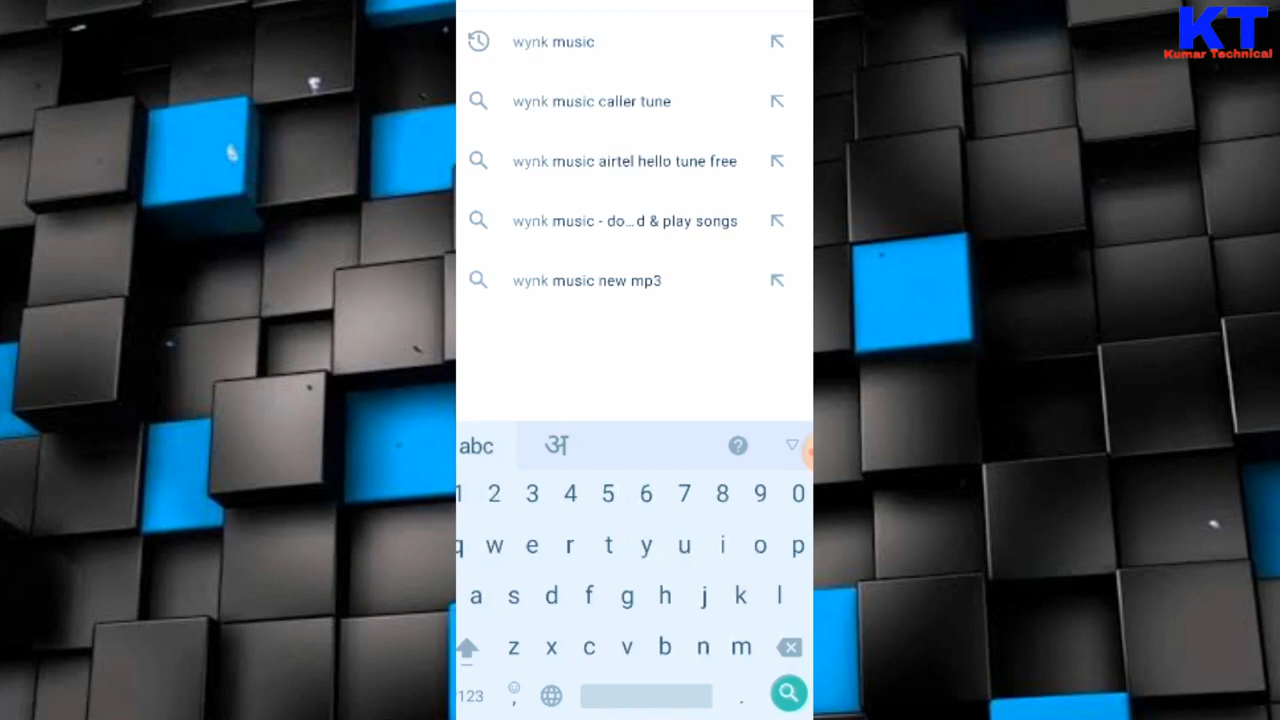 KT
Kumar Technical
wynk music
wynk music caller tune
wynk music airtel hello tune free
wynk music - do...d & play songs
wynk music new mp3
abc अ ?
1 2 3 4 5 6 7 8 9 0
q w e r t y u i o p
a s d f g h j k l
z x c v b n m
123 , .